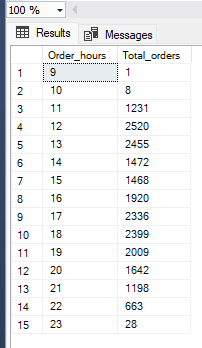 100 %
Results Messages
Order_hours Total_orders
1 9 1
2 10 8
3 11 1231
4 12 2520
5 13 2455
6 14 1472
7 15 1468
8 16 1920
9 17 2336
10 18 2399
11 19 2009
12 20 1642
13 21 1198
14 22 663
15 23 28